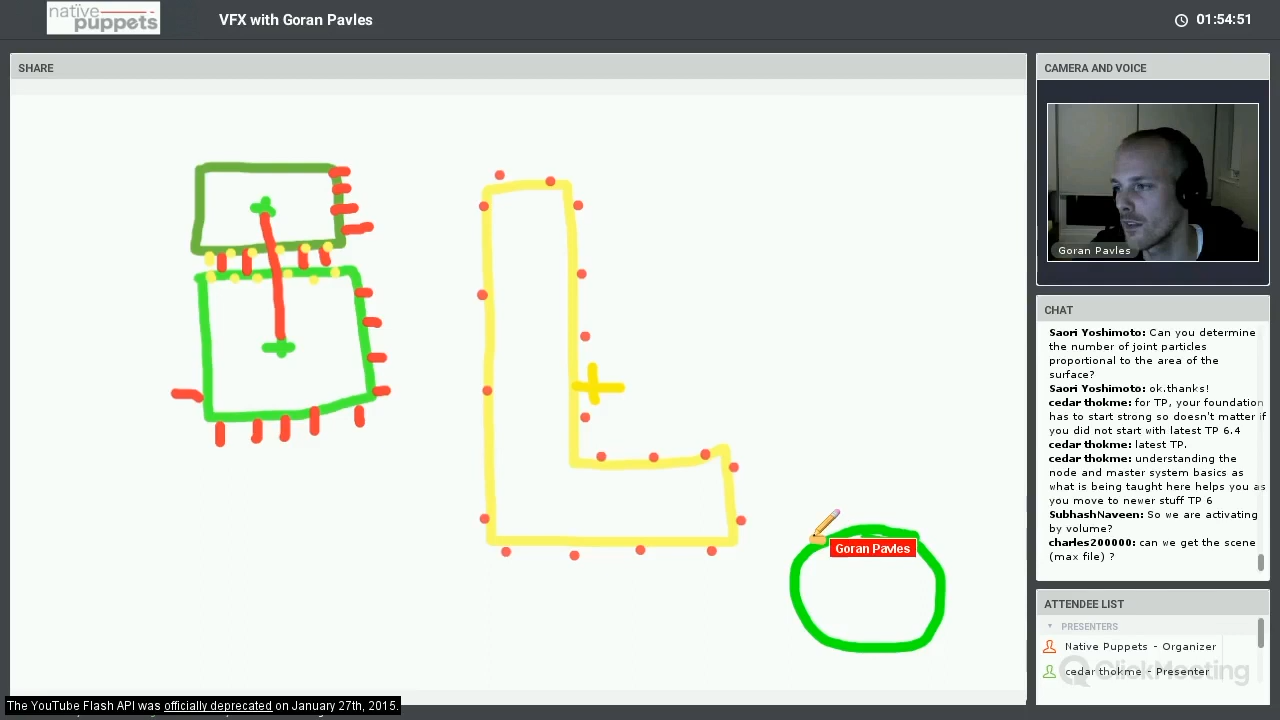 native
puppets
VFX with Goran Pavles
01:54:51
SHARE
Goran Pavles
CAMERA AND VOICE
Goran Pavles
CHAT
Saori Yoshimoto: Can you determine
the number of joint particles
proportional to the area of the
surface?
Saori Yoshimoto: ok.thanks!
cedar thokme: for TP, your foundation
has to start strong so doesn't matter if
you did not start with latest TP 6.4
cedar thokme: latest TP.
cedar thokme: understanding the
node and master system basics as
what is being taught here helps you as
you move to newer stuff TP 6
SubhashNaveen: So we are activating
by volume?
charles200000: can we get the scene
(max file) ?
ATTENDEE LIST
PRESENTERS
Native Puppets - Organizer
cedar thokme - Presenter
ClickMeeting
The YouTube Flash API was officially deprecated on January 27th, 2015.